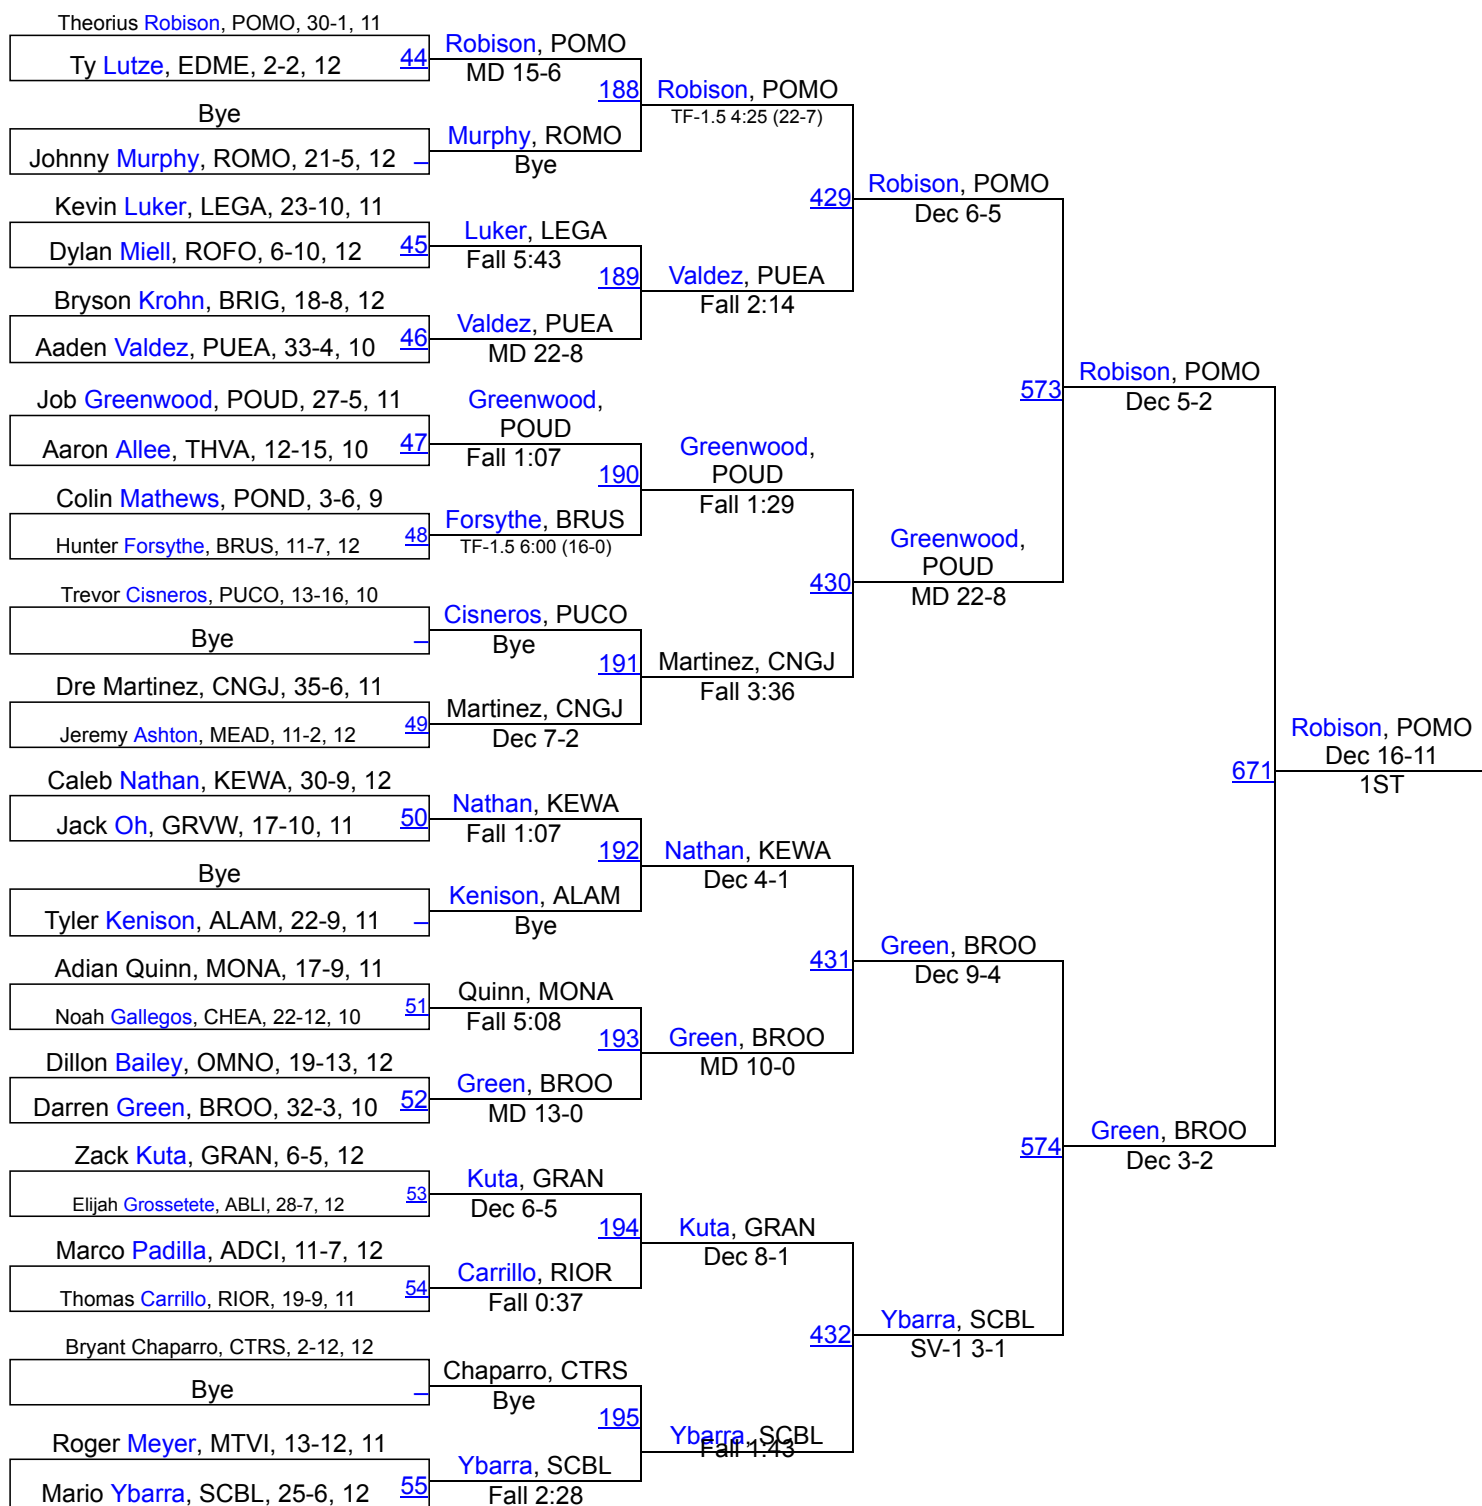 Theorius Robison, POMO, 30-1, 11
Ty Lutze, EDME, 2-2, 12
44
Bye
Johnny Murphy, ROMO, 21-5, 12
Kevin Luker, LEGA, 23-10, 11
Dylan Miell, ROFO, 6-10, 12
45
Bryson Krohn, BRIG, 18-8, 12
Aaden Valdez, PUEA, 33-4, 10
46
Job Greenwood, POUD, 27-5, 11
Aaron Allee, THVA, 12-15, 10
47
Colin Mathews, POND, 3-6, 9
Hunter Forsythe, BRUS, 11-7, 12
48
Trevor Cisneros, PUCO, 13-16, 10
Bye
Dre Martinez, CNGJ, 35-6, 11
Jeremy Ashton, MEAD, 11-2, 12
49
Caleb Nathan, KEWA, 30-9, 12
Jack Oh, GRVW, 17-10, 11
50
Bye
Tyler Kenison, ALAM, 22-9, 11
Adian Quinn, MONA, 17-9, 11
Noah Gallegos, CHEA, 22-12, 10
51
Dillon Bailey, OMNO, 19-13, 12
Darren Green, BROO, 32-3, 10
52
Zack Kuta, GRAN, 6-5, 12
Elijah Grossetete, ABLI, 28-7, 12
53
Marco Padilla, ADCI, 11-7, 12
Thomas Carrillo, RIOR, 19-9, 11
54
Bryant Chaparro, CTRS, 2-12, 12
Bye
Roger Meyer, MTVI, 13-12, 11
Mario Ybarra, SCBL, 25-6, 12
55
Robison, POMO
MD 15-6
188
Murphy, ROMO
Bye
Luker, LEGA
Fall 5:43
189
Valdez, PUEA
MD 22-8
Greenwood,
POUD
Fall 1:07
190
Forsythe, BRUS
TF-1.5 6:00 (16-0)
Cisneros, PUCO
Bye
191
Martinez, CNGJ
Dec 7-2
Nathan, KEWA
Fall 1:07
192
Kenison, ALAM
Bye
Quinn, MONA
Fall 5:08
193
Green, BROO
MD 13-0
Kuta, GRAN
Dec 6-5
194
Carrillo, RIOR
Fall 0:37
Chaparro, CTRS
Bye
195
Ybarra, SCBL
Fall 2:28
Robison, POMO
TF-1.5 4:25 (22-7)
429
Valdez, PUEA
Fall 2:14
Greenwood,
POUD
Fall 1:29
430
Martinez, CNGJ
Fall 3:36
Nathan, KEWA
Dec 4-1
431
Green, BROO
MD 10-0
Kuta, GRAN
Dec 8-1
432
Ybarra, SCBL
Fall 1:43
Robison, POMO
Dec 6-5
573
Greenwood,
POUD
MD 22-8
Green, BROO
Dec 9-4
574
Ybarra, SCBL
SV-1 3-1
Robison, POMO
Dec 5-2
671
Green, BROO
Dec 3-2
Robison, POMO
Dec 16-11
1ST